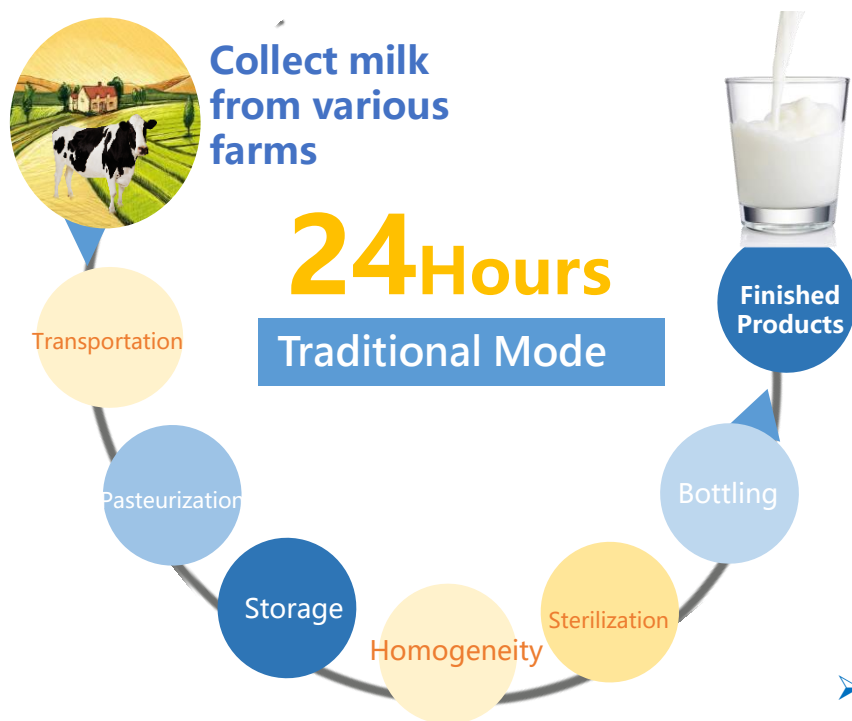 Collect milk
from various
farms
24Hours
Traditional Mode
Transportation
Pasteurization
Storage
Homogeneity
Sterilization
Bottling
Finished
Products